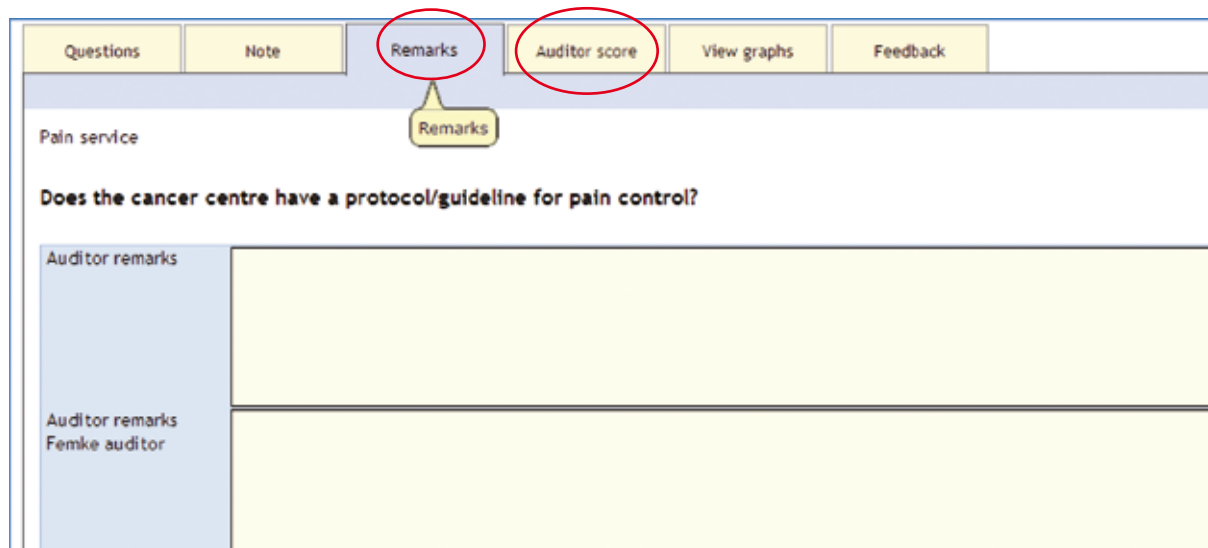 Questions Note Remarks Auditor score View graphs Feedback
Remarks
Pain service
Does the cancer centre have a protocol/guideline for pain control?
Auditor remarks
Auditor remarks
Femke auditor